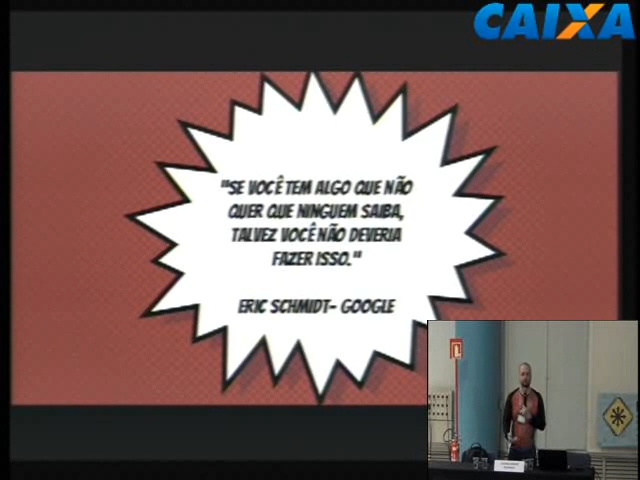 CAIXA
"SE VOCÊ TEM ALGO QUE NÃO
QUER QUE NINGUEM SAIBA,
TALVEZ VOCÊ NÃO DEVERIA
FAZER ISSO."
ERIC SCHMIDT- GOOGLE